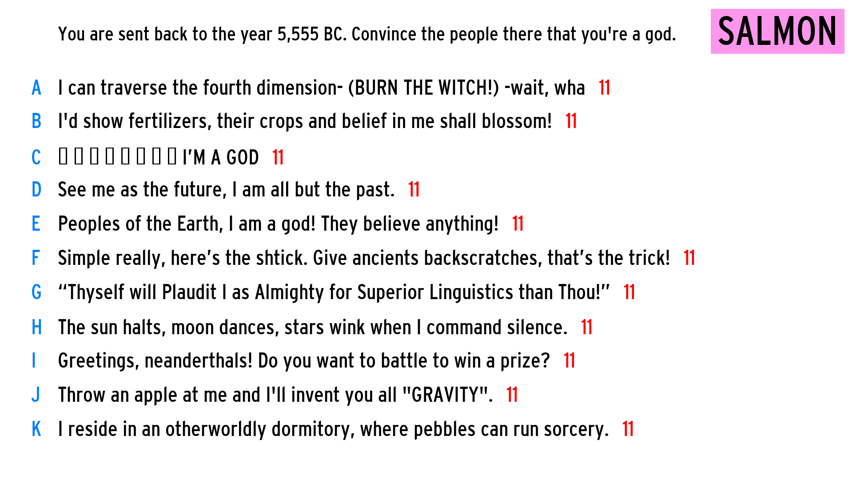 You are sent back to the year 5,555 BC. Convince the people there that you're a god.
SALMON
A I can traverse the fourth dimension- (BURN THE WITCH!) -wait, wha 11
B I'd show fertilizers, their crops and belief in me shall blossom! 11
C ▯ ▯ ▯ ▯ ▯ ▯ ▯ ▯ I’M A GOD 11
D See me as the future, I am all but the past. 11
E Peoples of the Earth, I am a god! They believe anything! 11
F Simple really, here’s the shtick. Give ancients backscratches, that’s the trick! 11
G “Thyself will Plaudit I as Almighty for Superior Linguistics than Thou!” 11
H The sun halts, moon dances, stars wink when I command silence. 11
I Greetings, neanderthals! Do you want to battle to win a prize? 11
J Throw an apple at me and I'll invent you all "GRAVITY". 11
K I reside in an otherworldly dormitory, where pebbles can run sorcery. 11